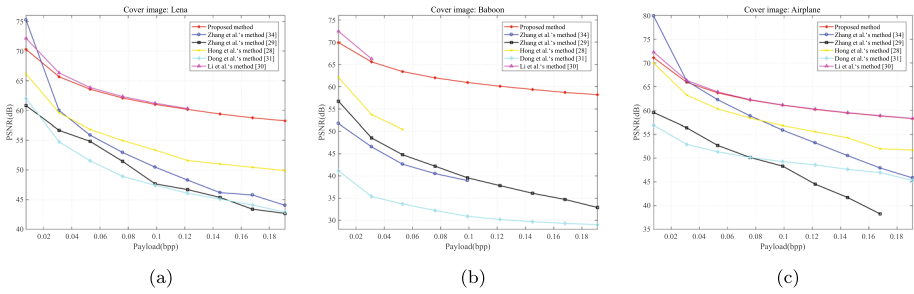 Cover image: Lena
75
70
65
60
55
50
45
40
PSNR(dB)
0.02 0.04 0.06 0.08 0.1 0.12 0.14 0.16 0.18
Payload(bpp)
Proposed method
Zhang et al.'s method [34]
Zhang et al.'s method [29]
Hong et al.'s method [28]
Dong et al.'s method [31]
Li et al.'s method [30]
(a)
Cover image: Baboon
75
70
65
60
55
50
45
40
35
30
PSNR(dB)
0.02 0.04 0.06 0.08 0.1 0.12 0.14 0.16 0.18
Payload(bpp)
Proposed method
Zhang et al.'s method [34]
Zhang et al.'s method [29]
Hong et al.'s method [28]
Dong et al.'s method [31]
Li et al.'s method [30]
(b)
Cover image: Airplane
80
75
70
65
60
55
50
45
40
35
PSNR(dB)
0.02 0.04 0.06 0.08 0.1 0.12 0.14 0.16 0.18
Payload(bpp)
Proposed method
Zhang et al.'s method [34]
Zhang et al.'s method [29]
Hong et al.'s method [28]
Dong et al.'s method [31]
Li et al.'s method [30]
(c)